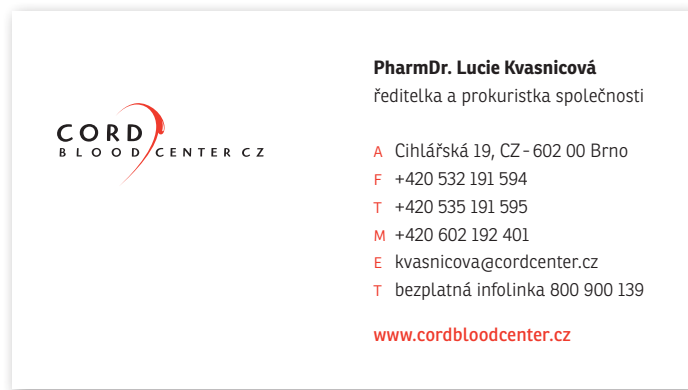 CORD
BLOOD CENTER CZ
PharmDr. Lucie Kvasnicová
ředitelka a prokuristka společnosti
A Cihlářská 19, CZ - 602 00 Brno
F +420 532 191 594
T +420 535 191 595
M +420 602 192 401
E kvasnicova@cordcenter.cz
T bezplatná infolinka 800 900 139
www.cordbloodcenter.cz